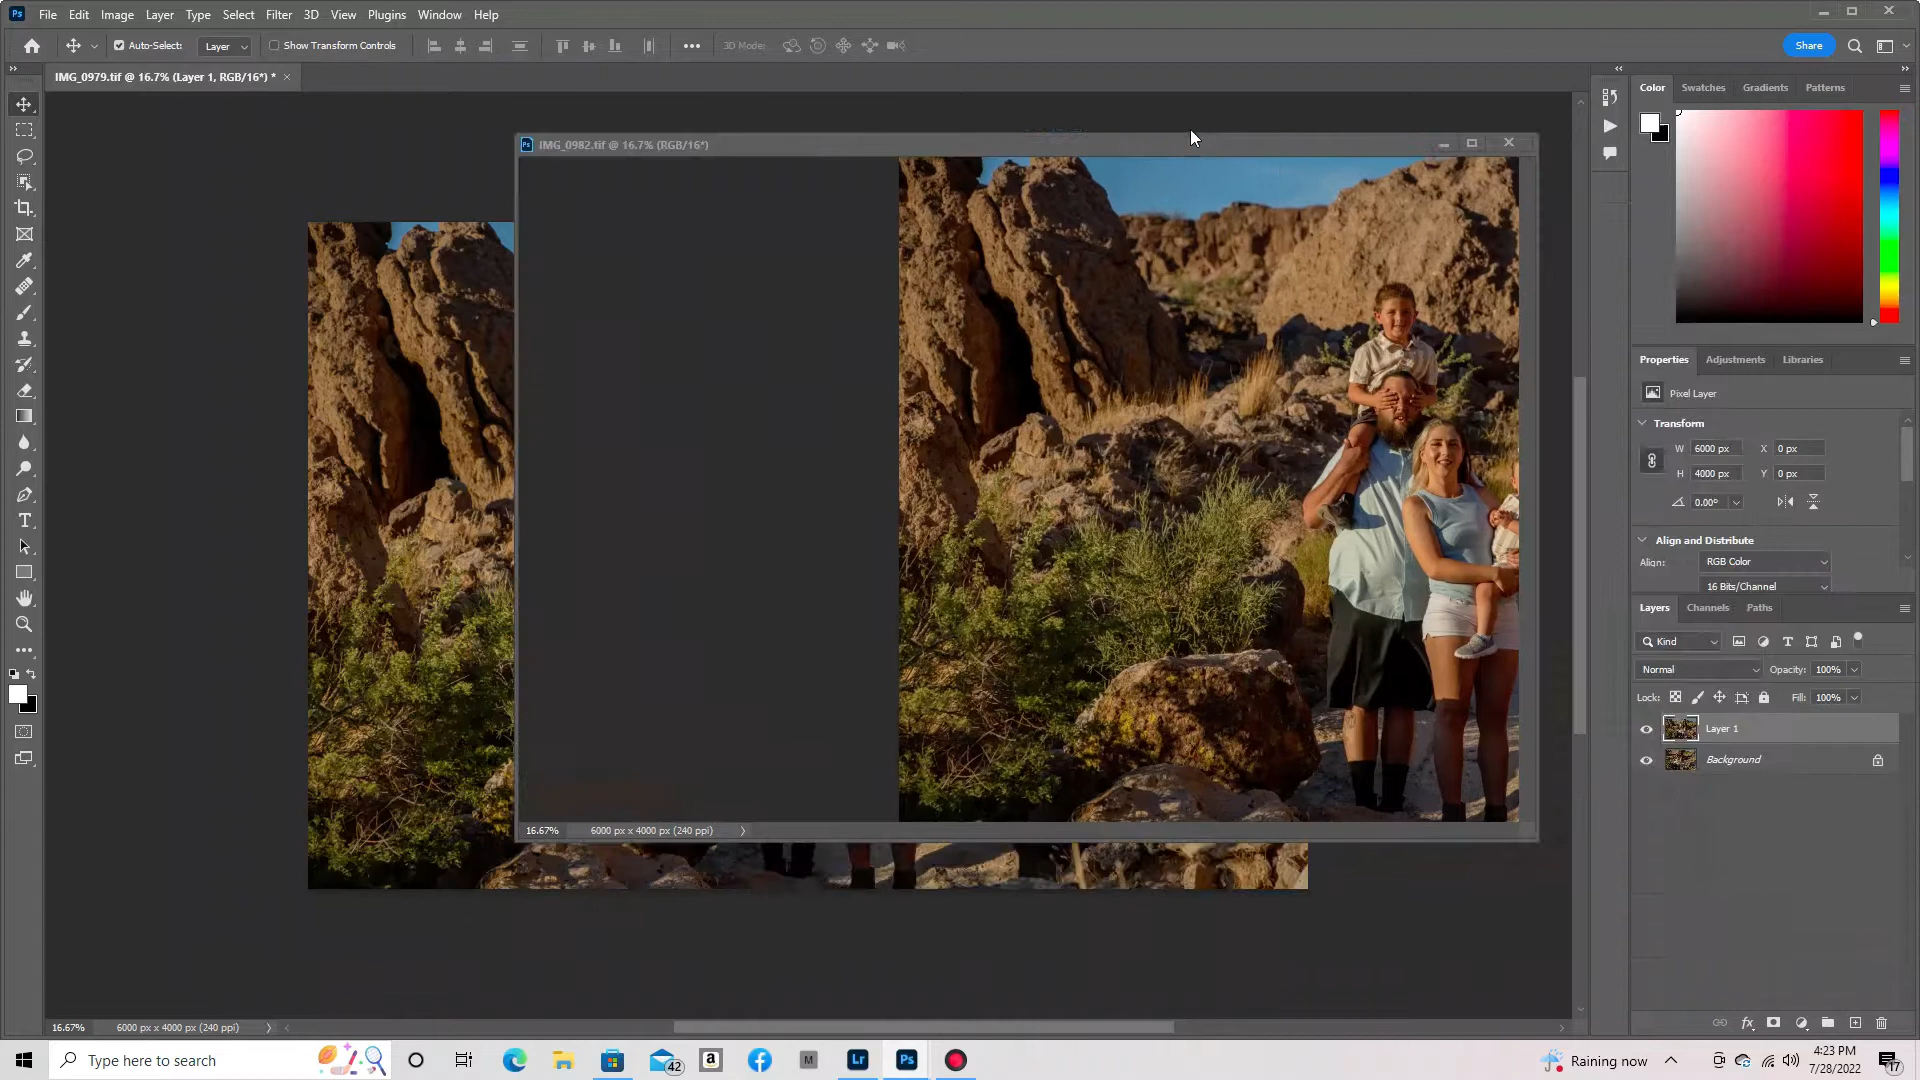 Ps File Edit Image Layer Type Select Filter 3D View Plugins Window Help
Auto-Select: Layer Show Transform Controls 3D Mode: Share
IMG_0979.tif @ 16.7% (Layer 1, RGB/16*) *
Color Swatches Gradients Patterns
Ps IMG_0982.tif @ 16.7% (RGB/16*)
Properties Adjustments Libraries
Pixel Layer
Transform
W 6000 px X 0 px
H 4000 px Y 0 px
0.00°
Align and Distribute
Align: RGB Color
16 Bits/Channel
Layers Channels Paths
Kind
Normal Opacity: 100%
Lock: Fill: 100%
Layer 1
Background
16.67% 6000 px x 4000 px (240 ppi)
16.67% 6000 px x 4000 px (240 ppi)
Type here to search 42 a M Lr Ps Raining now 4:23 PM
7/28/2022 17